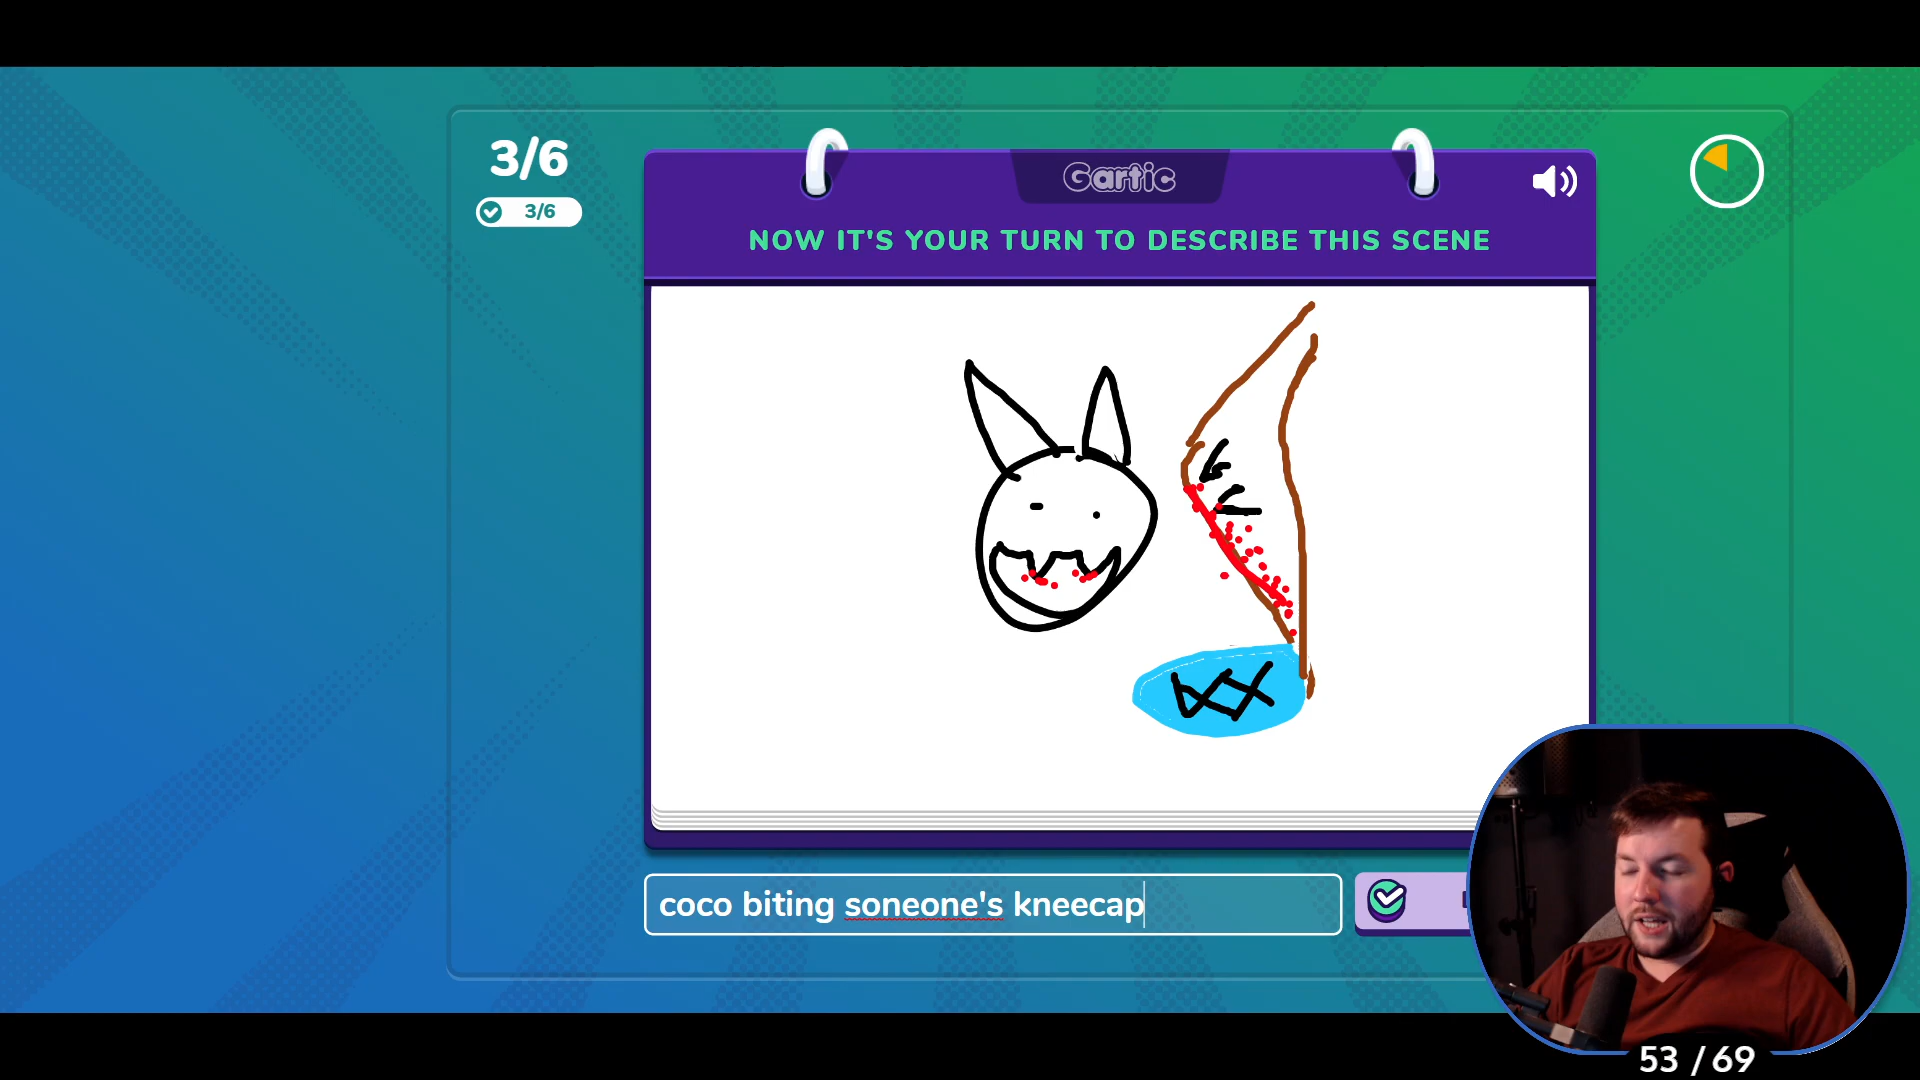 3/6
3/6
Gartic
NOW IT'S YOUR TURN TO DESCRIBE THIS SCENE
coco biting soneone's kneecap
53 / 69